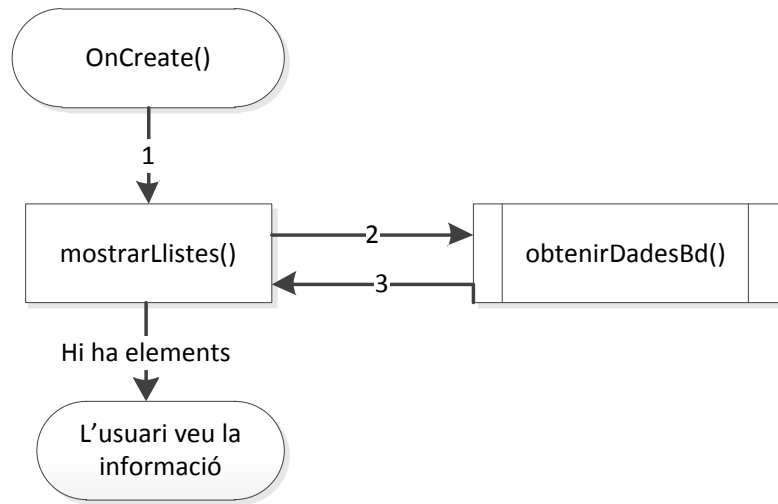 OnCreate()
1
mostrarLlistes()
2
obtenirDadesBd()
3
Hi ha elements
L'usuari veu la
informació